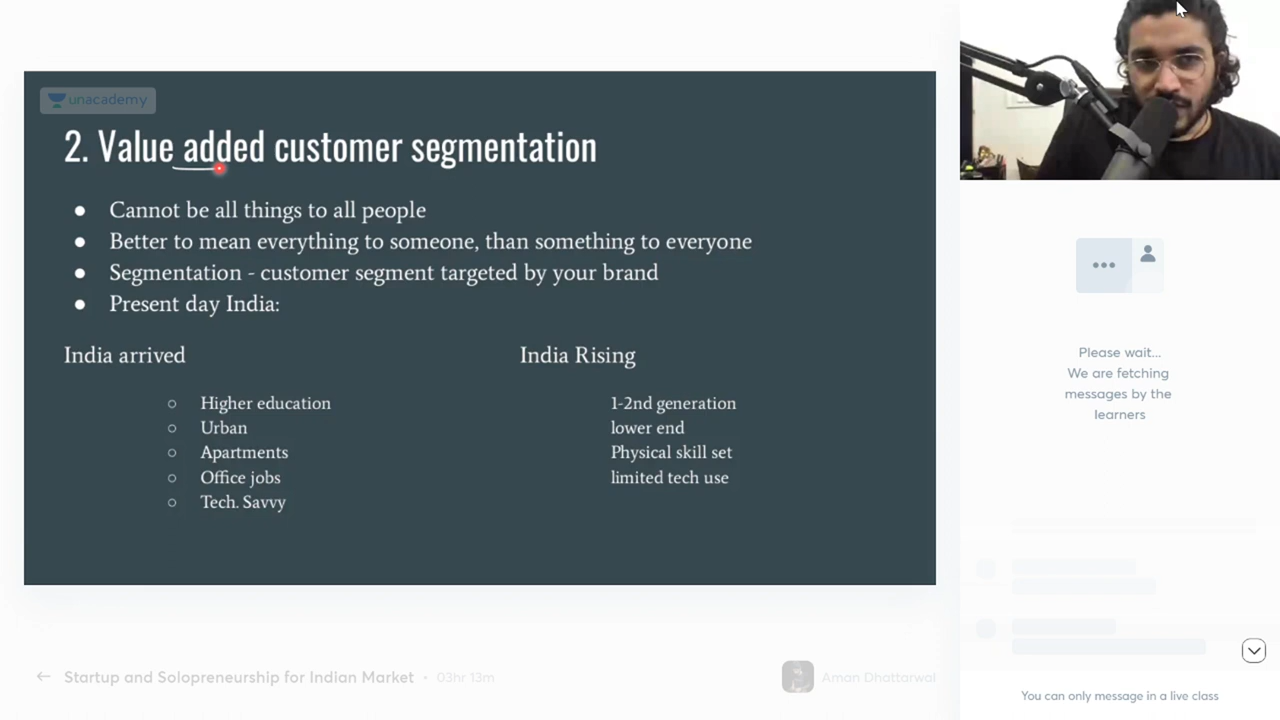 unacademy
2. Value added customer segmentation
Cannot be all things to all people
Better to mean everything to someone, than something to everyone
Segmentation - customer segment targeted by your brand
Present day India:
India arrived
Higher education
Urban
Apartments
Office jobs
Tech. Savvy
India Rising
1-2nd generation
lower end
Physical skill set
limited tech use
Please wait...
We are fetching
messages by the
learners
Startup and Solopreneurship for Indian Market • 03hr 13m
Aman Dhattarwal
You can only message in a live class